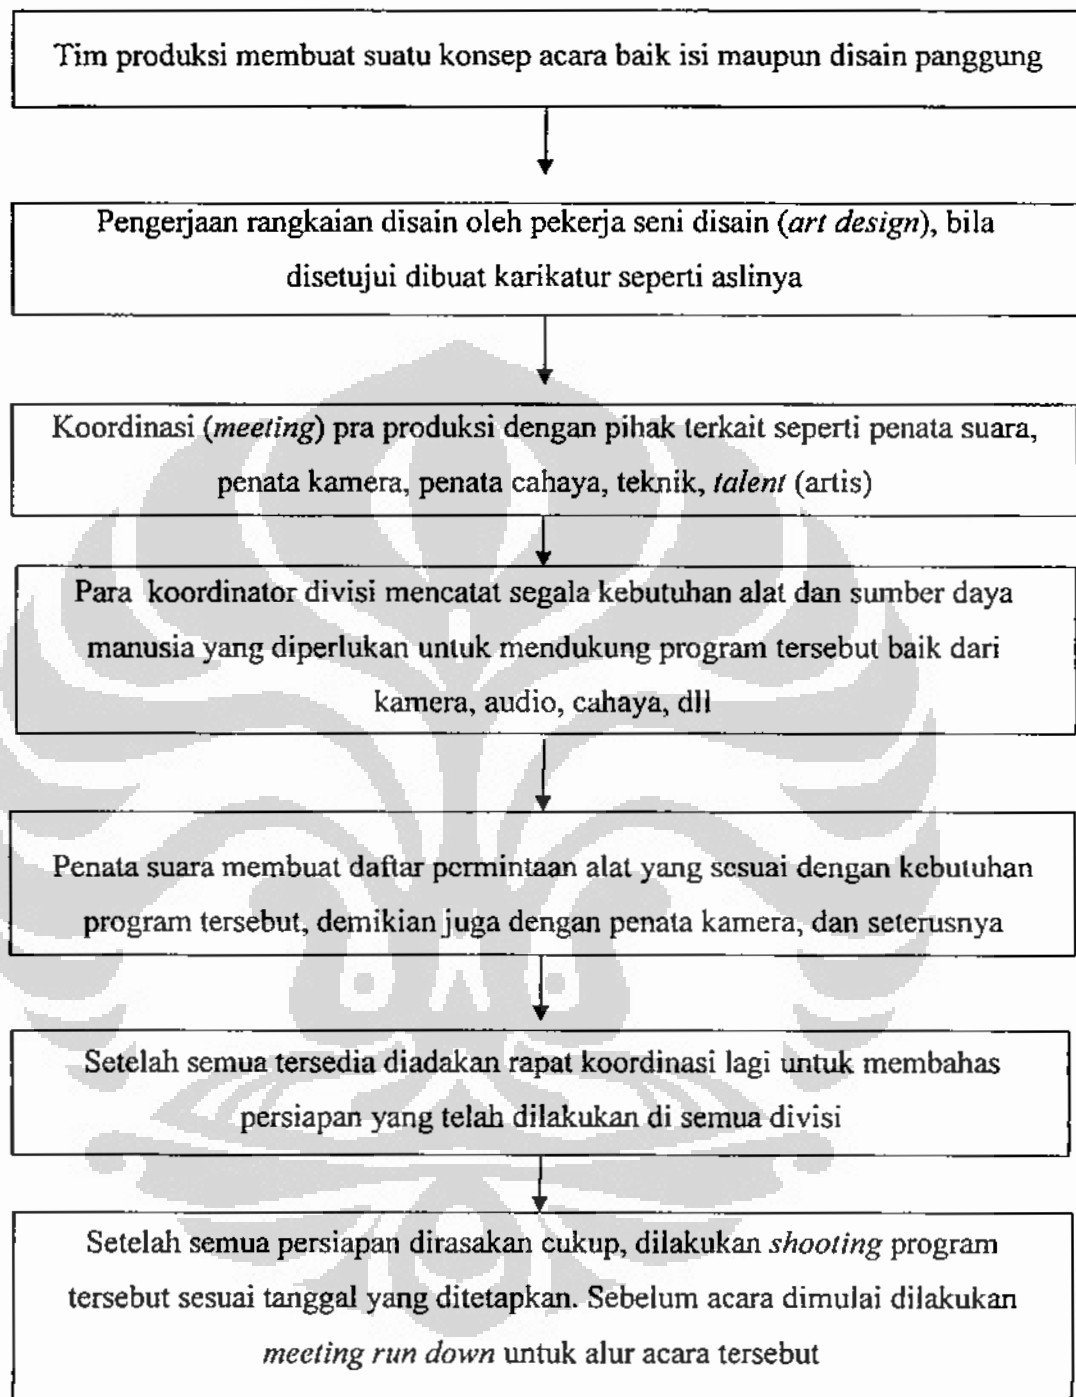 Tim produksi membuat suatu konsep acara baik isi maupun disain panggung
Pengerjaan rangkaian disain oleh pekerja seni disain (art design), bila
disetujui dibuat karikatur seperti aslinya
Koordinasi (meeting) pra produksi dengan pihak terkait seperti penata suara,
penata kamera, penata cahaya, teknik, talent (artis)
Para koordinator divisi mencatat segala kebutuhan alat dan sumber daya
manusia yang diperlukan untuk mendukung program tersebut baik dari
kamera, audio, cahaya, dll
Penata suara membuat daftar permintaan alat yang sesuai dengan kebutuhan
program tersebut, demikian juga dengan penata kamera, dan seterusnya
Setelah semua tersedia diadakan rapat koordinasi lagi untuk membahas
persiapan yang telah dilakukan di semua divisi
Setelah semua persiapan dirasakan cukup, dilakukan shooting program
tersebut sesuai tanggal yang ditetapkan. Sebelum acara dimulai dilakukan
meeting run down untuk alur acara tersebut